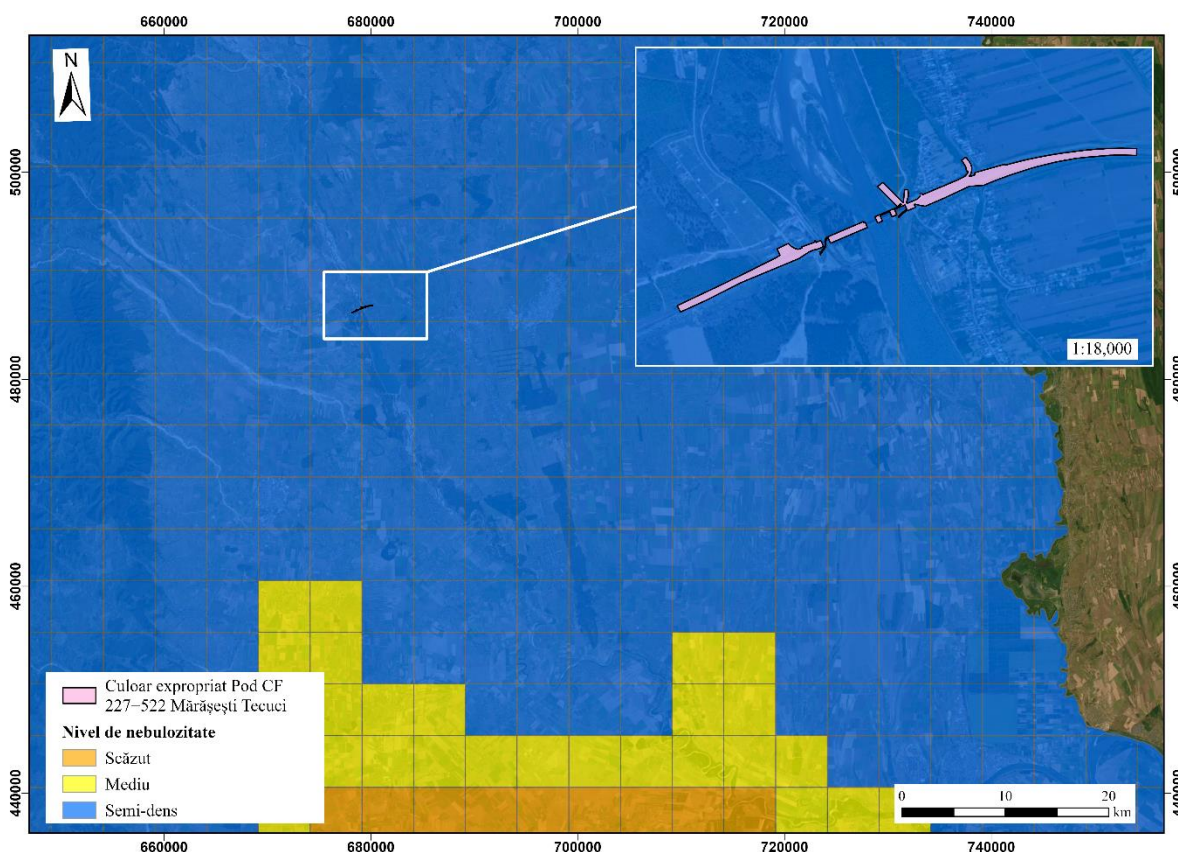 660000 680000 700000 720000 740000
N
500000 500000
1:18,000
480000 480000
460000 460000
Culoar expropriat Pod CF
227–522 Mărășești Tecuci
Nivel de nebulozitate
Scăzut
Mediu
Semi-dens
440000 440000
0 10 20
km
660000 680000 700000 720000 740000